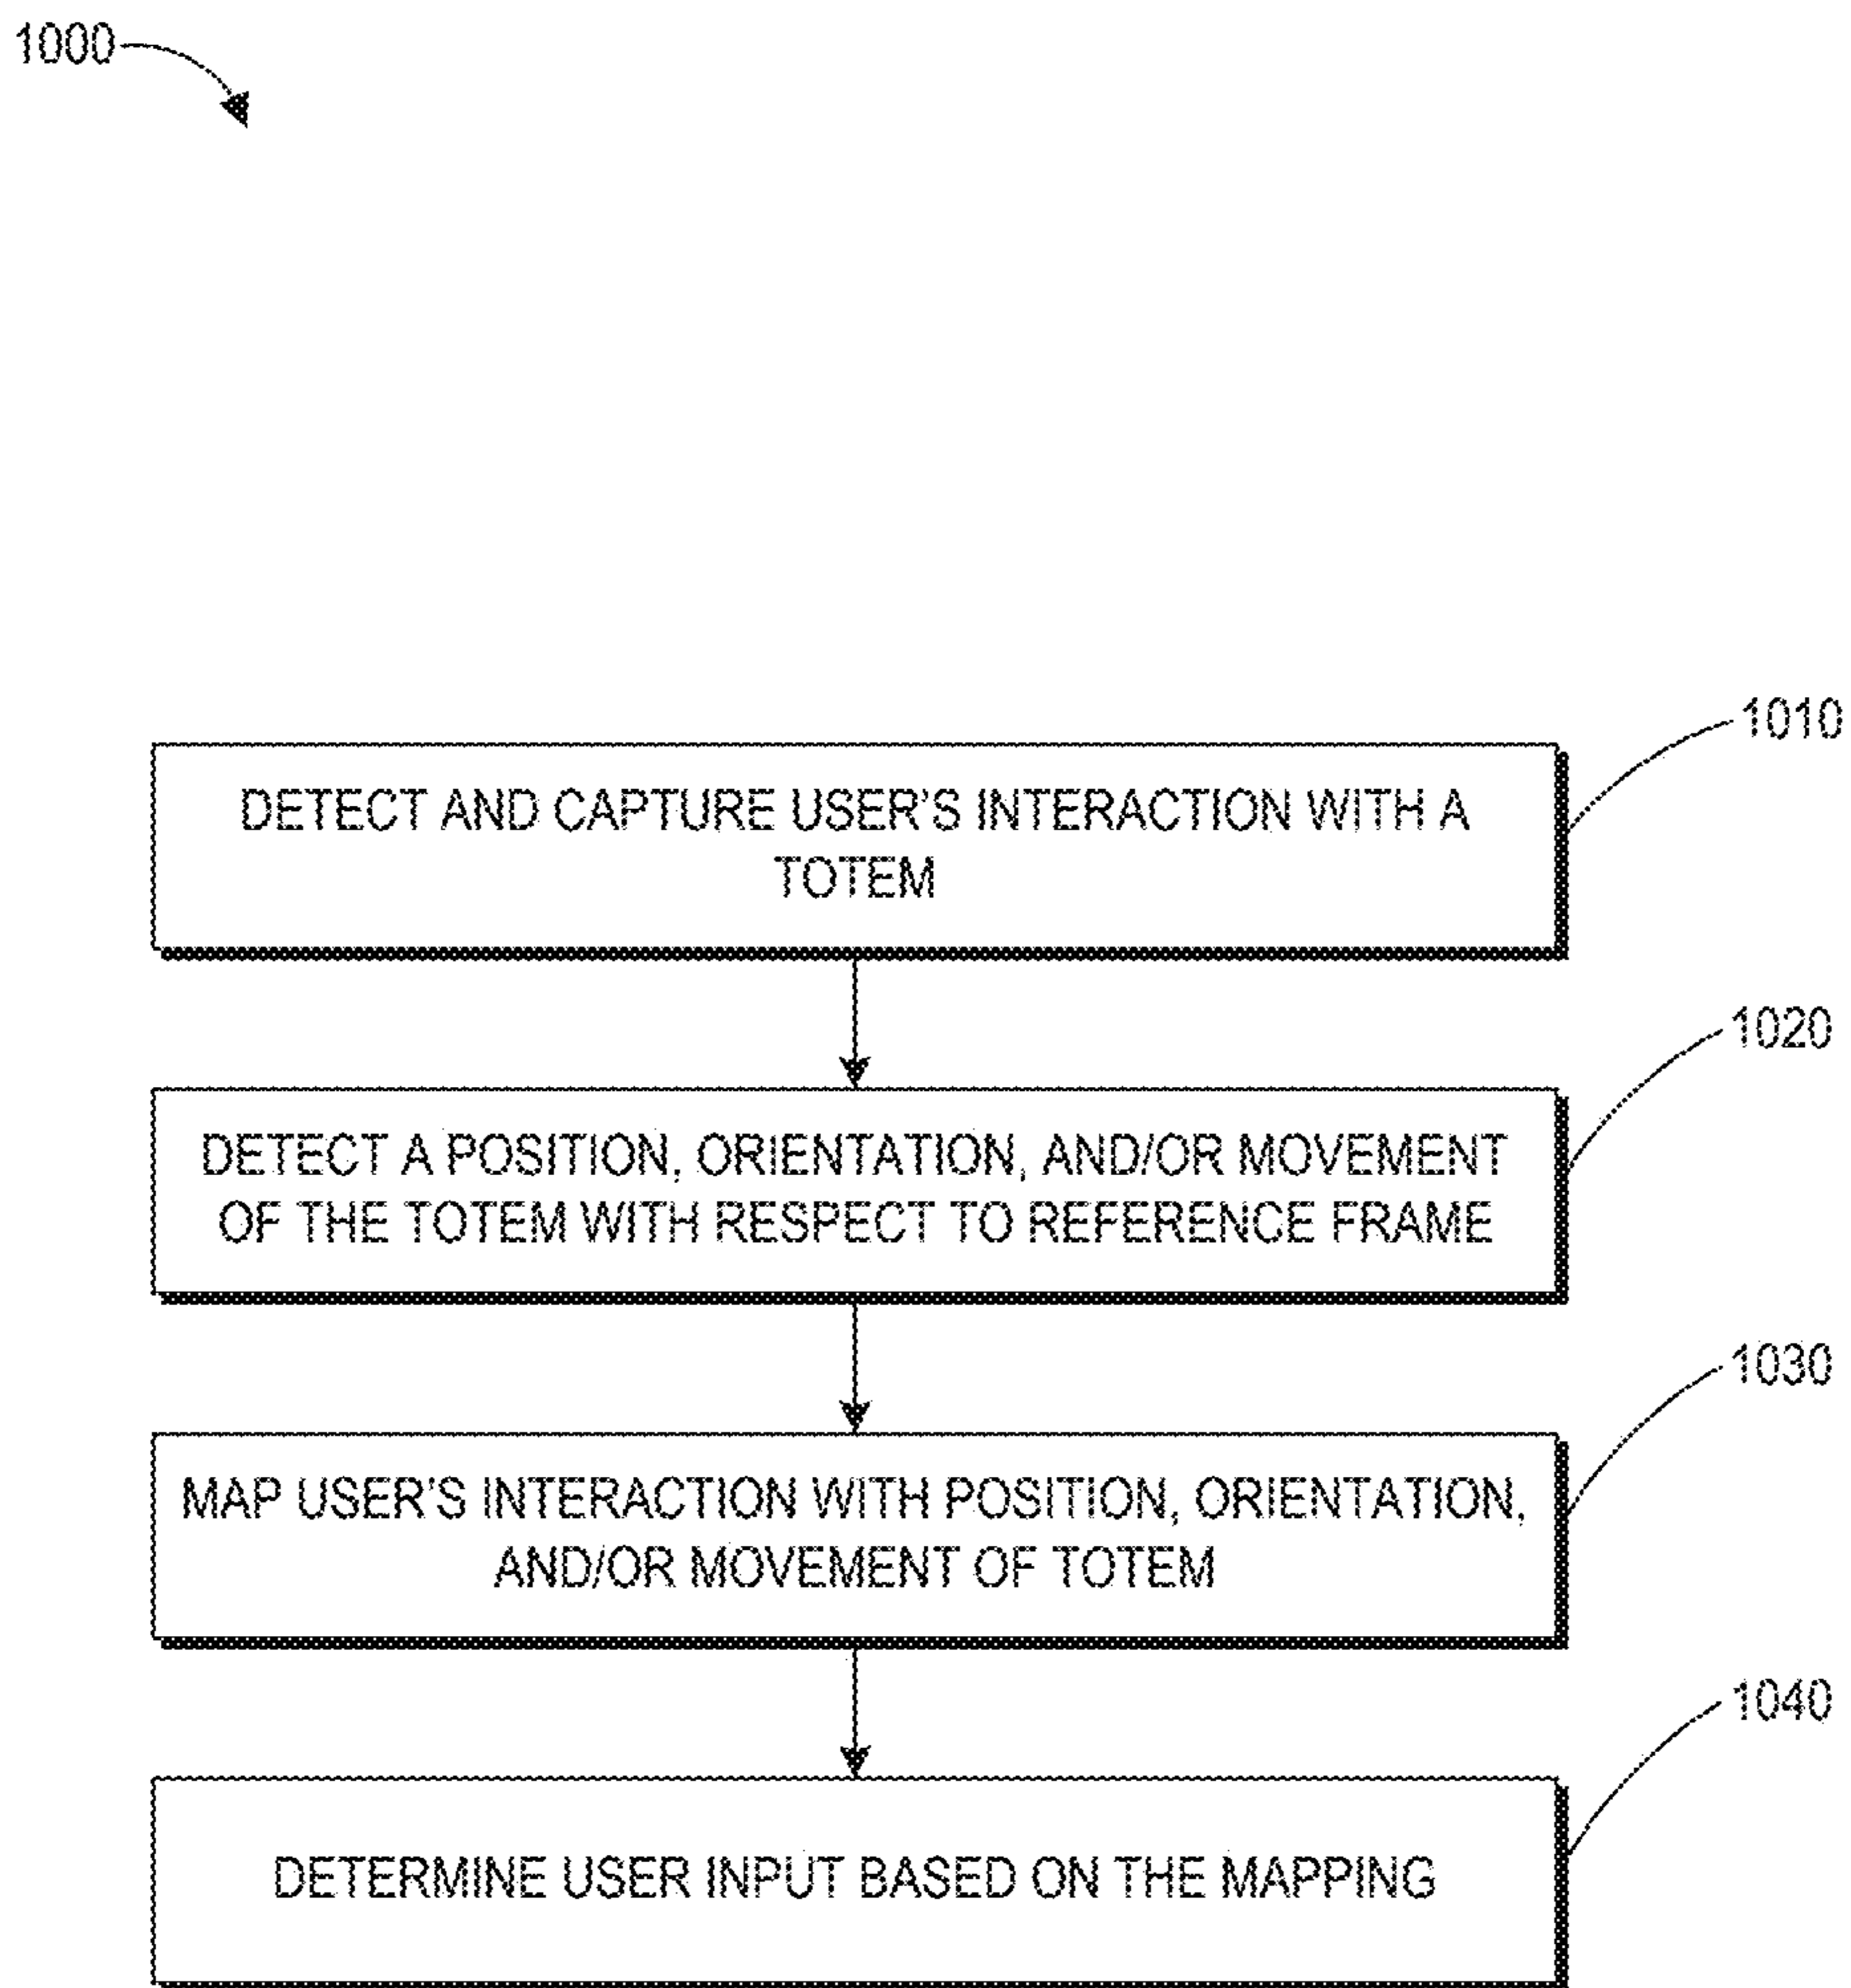 1000
1010
DETECT AND CAPTURE USER'S INTERACTION WITH A
TOTEM
1020
DETECT A POSITION, ORIENTATION, AND/OR MOVEMENT
OF THE TOTEM WITH RESPECT TO REFERENCE FRAME
1030
MAP USER'S INTERACTION WITH POSITION, ORIENTATION,
AND/OR MOVEMENT OF TOTEM
1040
DETERMINE USER INPUT BASED ON THE MAPPING